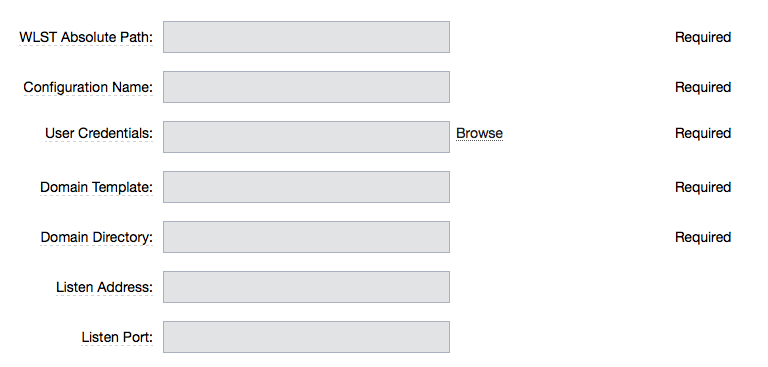 WLST Absolute Path: Required
Configuration Name: Required
User Credentials: Browse Required
Domain Template: Required
Domain Directory: Required
Listen Address:
Listen Port: